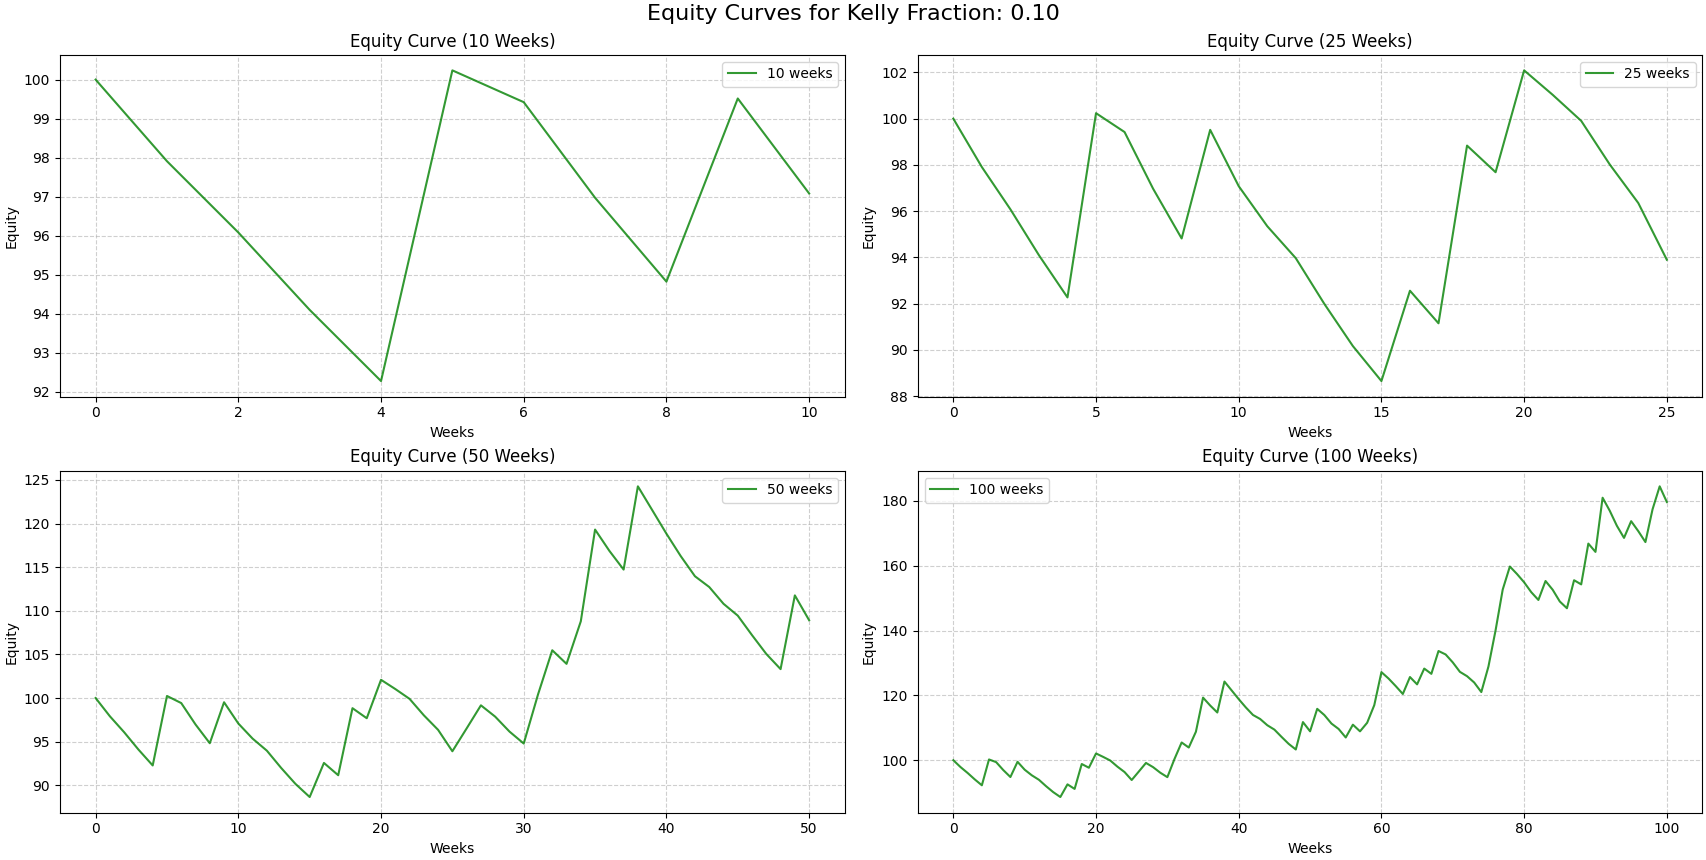 Equity Curves for Kelly Fraction: 0.10
Equity Curve (10 Weeks)
10 weeks
100
99
98
97
96
95
94
93
92
Equity
0 2 4 6 8 10
Weeks
Equity Curve (25 Weeks)
25 weeks
102
100
98
96
94
92
90
88
Equity
0 5 10 15 20 25
Weeks
Equity Curve (50 Weeks)
50 weeks
125
120
115
110
105
100
95
90
Equity
0 10 20 30 40 50
Weeks
Equity Curve (100 Weeks)
100 weeks
180
160
140
120
100
Equity
0 20 40 60 80 100
Weeks